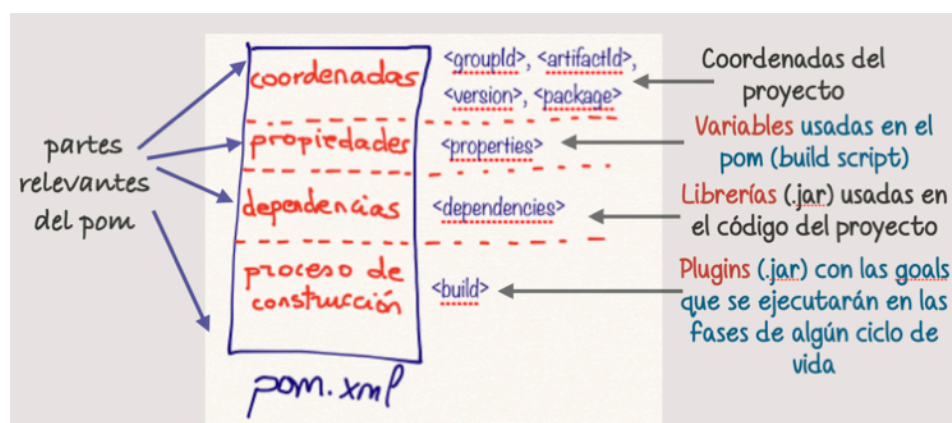 partes
relevantes
del pom
coordenadas
propiedades
dependencias
proceso de
construcción
pom.xml
<groupId>, <artifactId>,
<version>, <package>
<properties>
<dependencies>
<build>
Coordenadas del
proyecto
Variables usadas en el
pom (build script)
Librerías (.jar) usadas en
el código del proyecto
Plugins (.jar) con las goals
que se ejecutarán en las
fases de algún ciclo de
vida